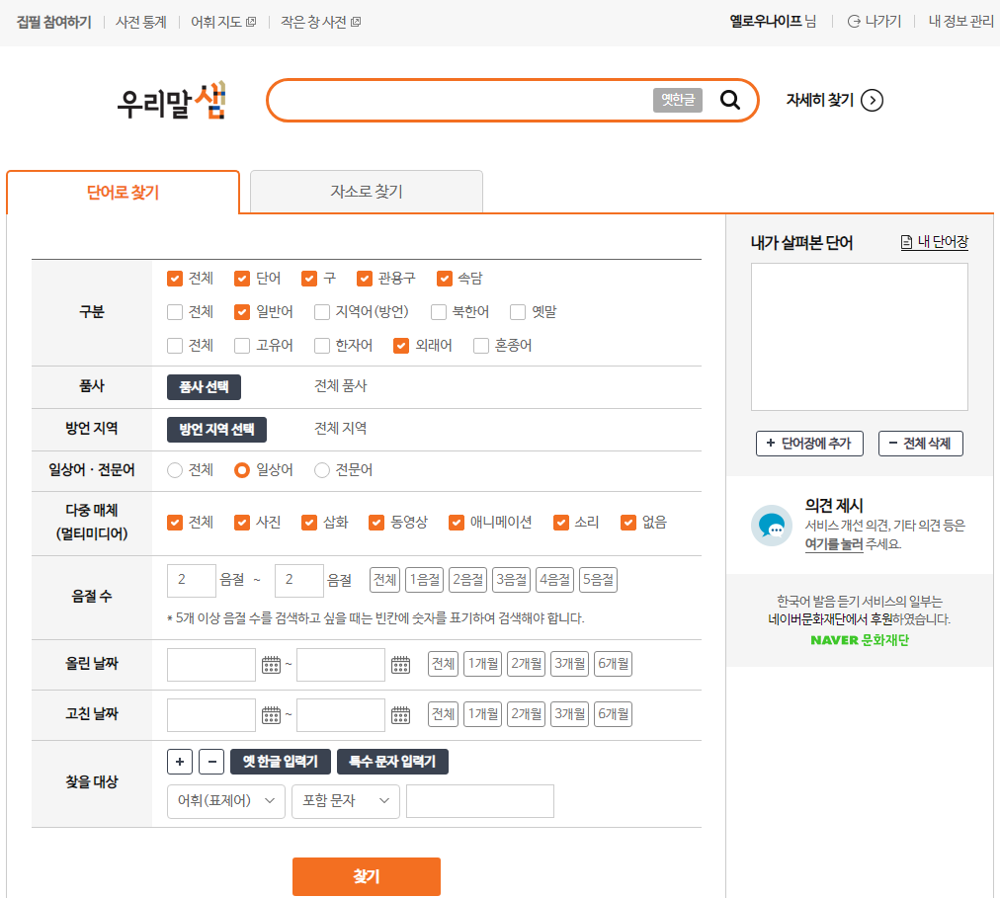 집필 참여하기 사전 통계 어휘 지도 작은 창 사전 옐로우나이프 님 나가기 내 정보 관리
우리말샘 옛한글 자세히 찾기
단어로 찾기 자소로 찾기
구분
전체 단어 구 관용구 속담
전체 일반어 지역어(방언) 북한어 옛말
전체 고유어 한자어 외래어 혼종어
품사 품사 선택 전체 품사
방언 지역 방언 지역 선택 전체 지역
일상어·전문어 전체 일상어 전문어
다중 매체
(멀티미디어)
전체 사진 삽화 동영상 애니메이션 소리 없음
음절 수
2 음절 ~ 2 음절 전체 1음절 2음절 3음절 4음절 5음절
* 5개 이상 음절 수를 검색하고 싶을 때는 빈칸에 숫자를 표기하여 검색해야 합니다.
올린 날짜 ~ 전체 1개월 2개월 3개월 6개월
고친 날짜 ~ 전체 1개월 2개월 3개월 6개월
찾을 대상
+ − 옛 한글 입력기 특수 문자 입력기
어휘(표제어) 포함 문자
찾기
내가 살펴본 단어 내 단어장
+ 단어장에 추가 − 전체 삭제
의견 제시
서비스 개선 의견, 기타 의견 등은
여기를 눌러 주세요.
한국어 발음 듣기 서비스의 일부는
네이버문화재단에서 후원하였습니다.
NAVER 문화재단